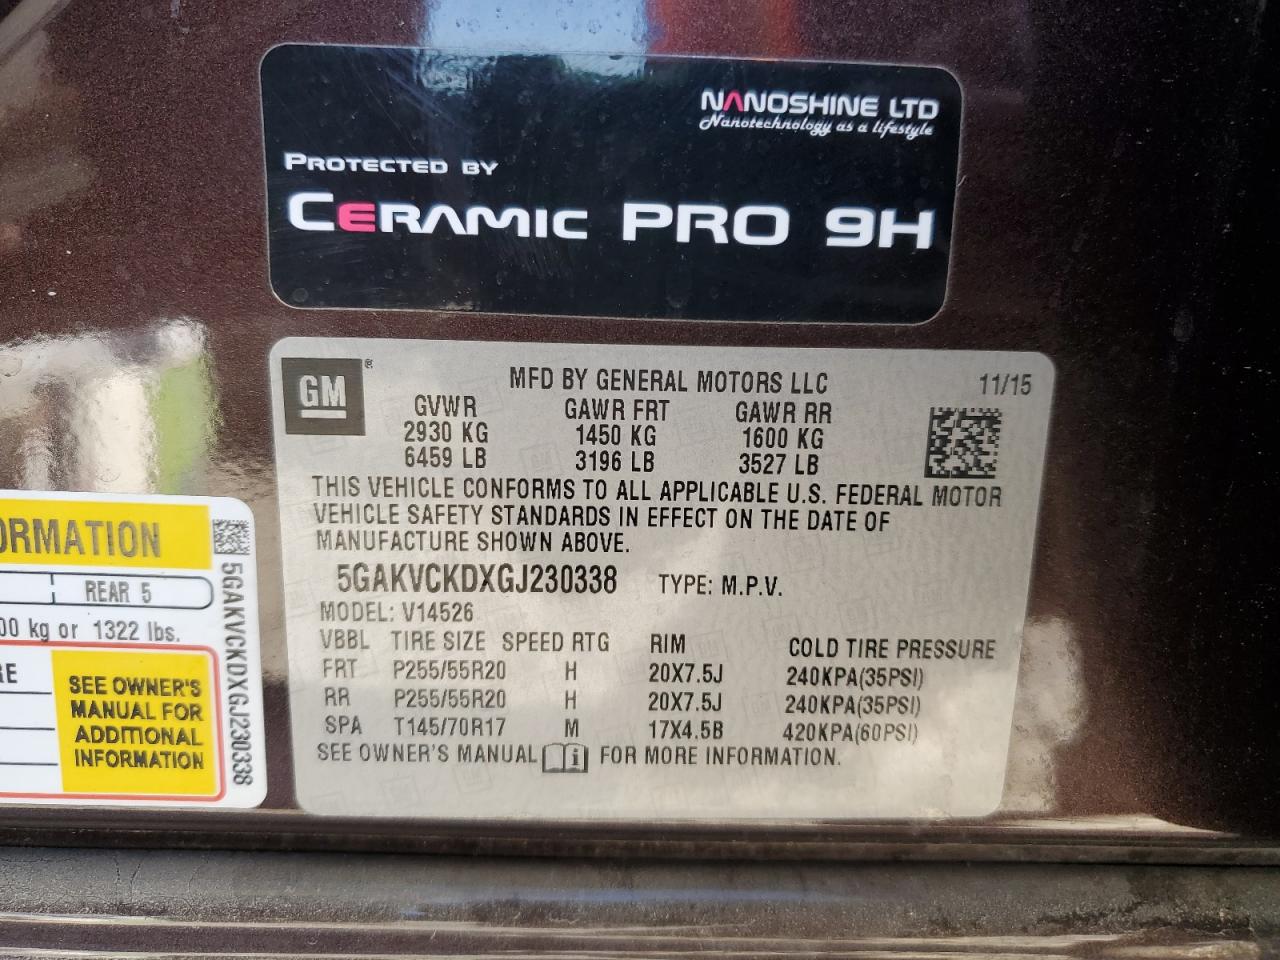 NANOSHINE LTD
Nanotechnology as a lifestyle
PROTECTED BY
CERAMIC PRO 9H
GM®
MFD BY GENERAL MOTORS LLC 11/15
GVWR GAWR FRT GAWR RR
2930 KG 1450 KG 1600 KG
6459 LB 3196 LB 3527 LB
THIS VEHICLE CONFORMS TO ALL APPLICABLE U.S. FEDERAL MOTOR
VEHICLE SAFETY STANDARDS IN EFFECT ON THE DATE OF
MANUFACTURE SHOWN ABOVE.
5GAKVCKDXGJ230338 TYPE: M.P.V.
MODEL: V14526
VBBL TIRE SIZE SPEED RTG RIM COLD TIRE PRESSURE
FRT P255/55R20 H 20X7.5J 240KPA(35PSI)
RR P255/55R20 H 20X7.5J 240KPA(35PSI)
SPA T145/70R17 M 17X4.5B 420KPA(60PSI)
SEE OWNER'S MANUAL i FOR MORE INFORMATION.
ORMATION
REAR 5
00 kg or 1322 lbs.
RE
SEE OWNER'S
MANUAL FOR
ADDITIONAL
INFORMATION
5GAKVCKDXGJ230338